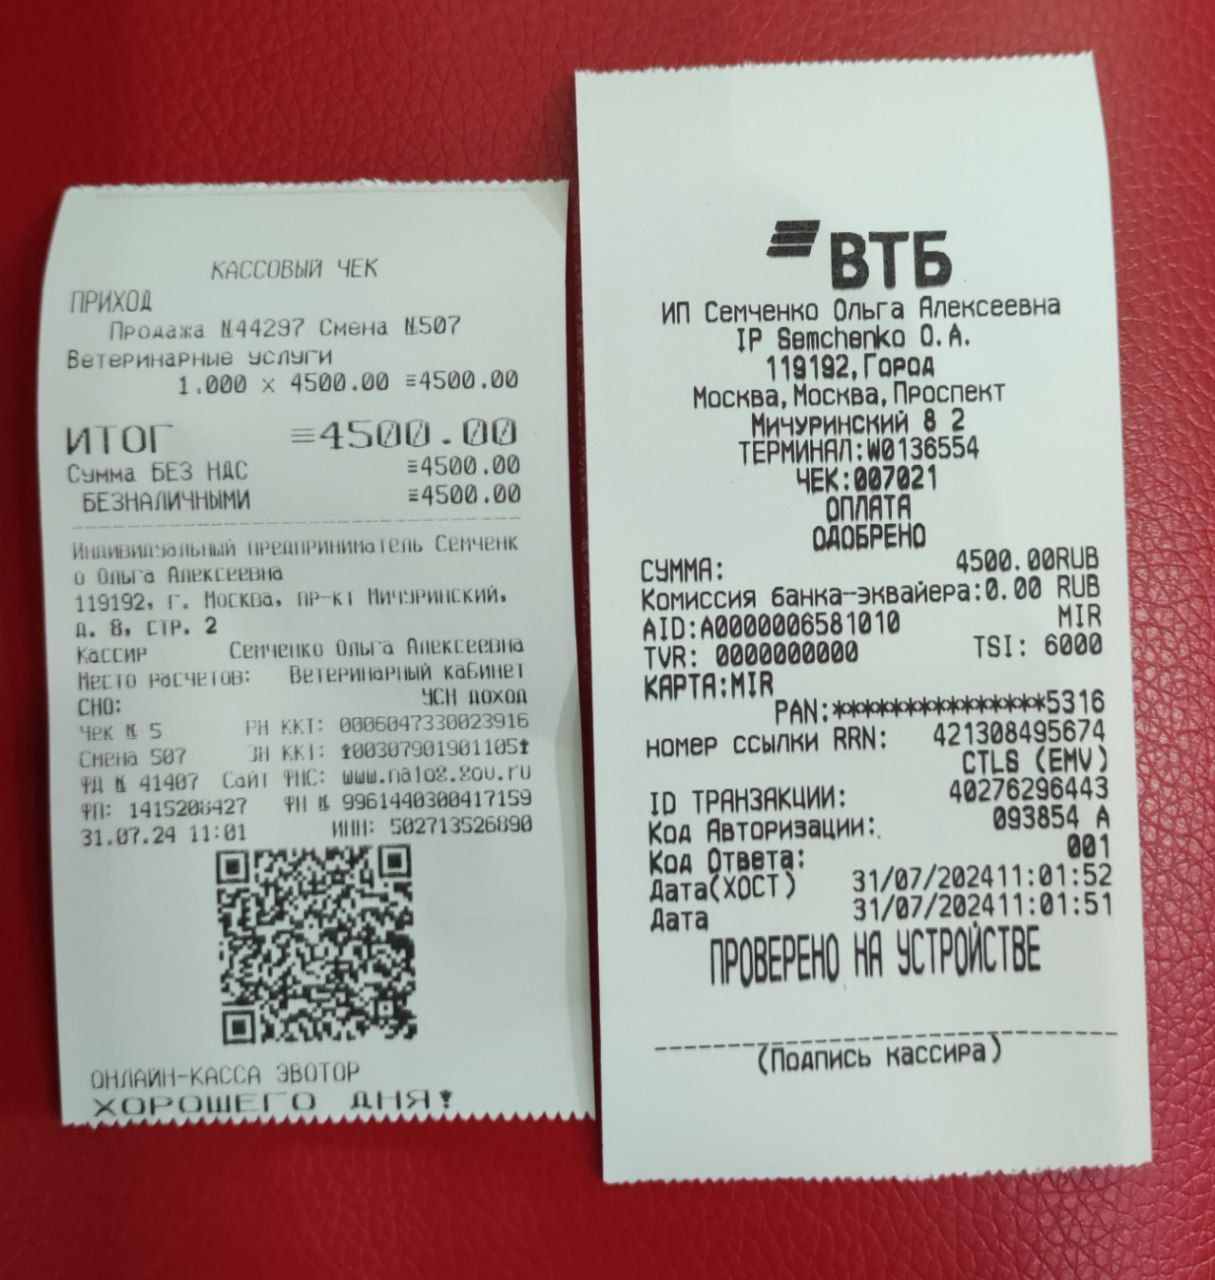 КАССОВЫЙ ЧЕК
ПРИХОД
Продажа №44297 Смена №507
Ветеринарные услуги
1.000 x 4500.00 ≡4500.00
ИТОГ ≡4500.00
Сумма БЕЗ НДС ≡4500.00
БЕЗНАЛИЧНЫМИ ≡4500.00
Индивидуальный предприниматель Семченк
о Ольга Алексеевна
119192, г. Москва, пр-кт Мичуринский,
д. 8, стр. 2
Кассир Семченко Ольга Алексеевна
Место расчетов: Ветеринарный кабинет
СНО: УСН доход
Чек № 5 РН ККТ: 0006047330023916
Смена 507 ЗН ККТ: ↑00307901901105↑
ФД № 41407 Сайт ФНС: www.nalog.gov.ru
ФП: 1415208427 ФН № 9961440300417159
31.07.24 11:01 ИНН: 502713526890
ОНЛАЙН-КАССА ЭВОТОР
ХОРОШЕГО ДНЯ!
ВТБ
ИП Семченко Ольга Алексеевна
IP Semchenko O.A.
119192,Город
Москва,Москва,Проспект
Мичуринский 8 2
ТЕРМИНАЛ:W0136554
ЧЕК:007021
ОПЛАТА
ОДОБРЕНО
СУММА: 4500.00RUB
Комиссия банка-эквайера:0.00 RUB
AID:A0000006581010 MIR
TVR: 0000000000 TSI: 6000
КАРТА:MIR
PAN:***************5316
номер ссылки RRN: 421308495674
CTLS (EMV)
ID ТРАНЗАКЦИИ: 40276296443
Код Авторизации: 093854 A
Код Ответа: 001
Дата(ХОСТ) 31/07/202411:01:52
Дата 31/07/202411:01:51
ПРОВЕРЕНО НА УСТРОЙСТВЕ
(Подпись кассира)